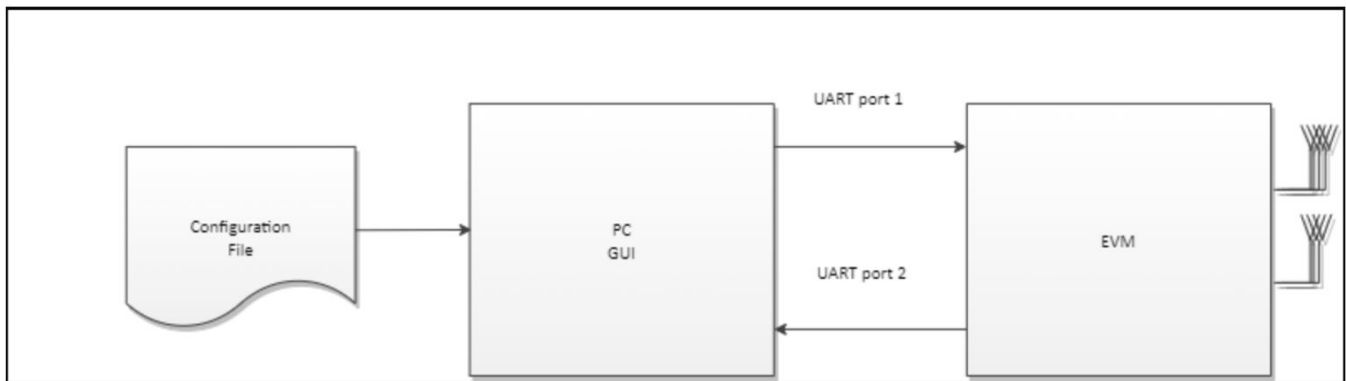 UART port 1
Configuration
File
PC
GUI
EVM
UART port 2